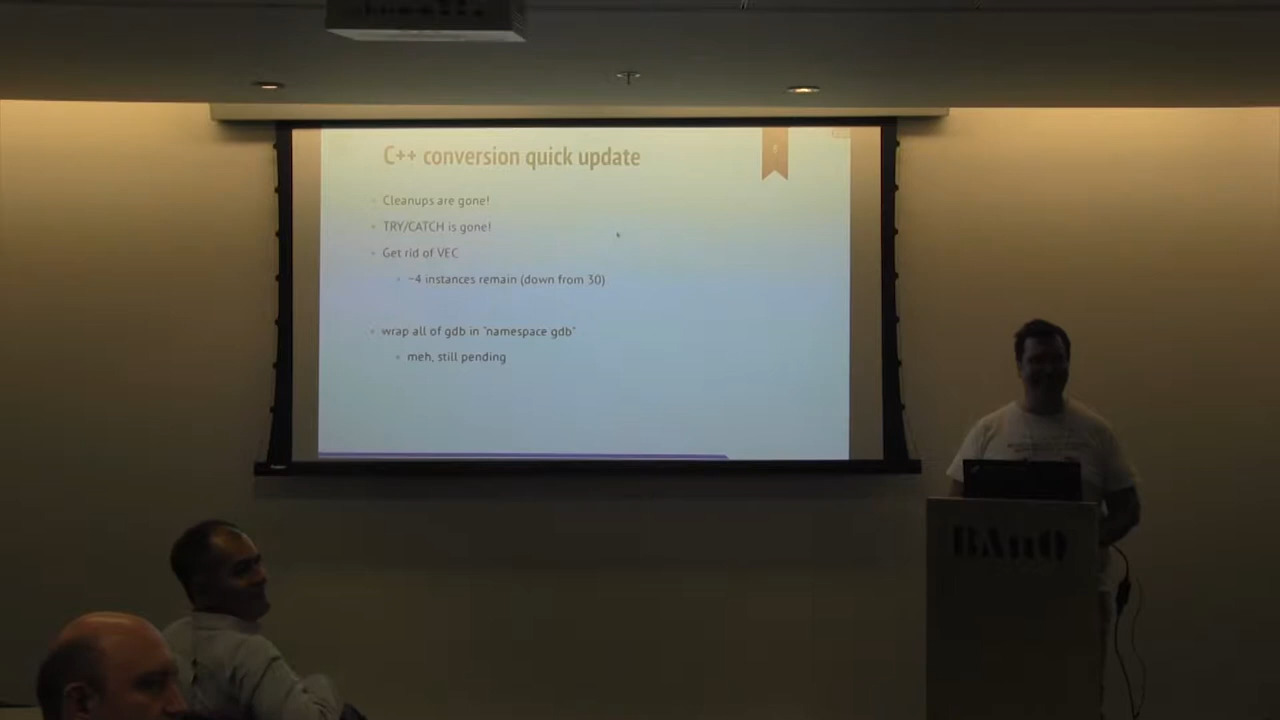 C++ conversion quick update
Cleanups are gone!
TRY/CATCH is gone!
Get rid of VEC
~4 instances remain (down from 30)
wrap all of gdb in "namespace gdb"
meh, still pending
BAnQ